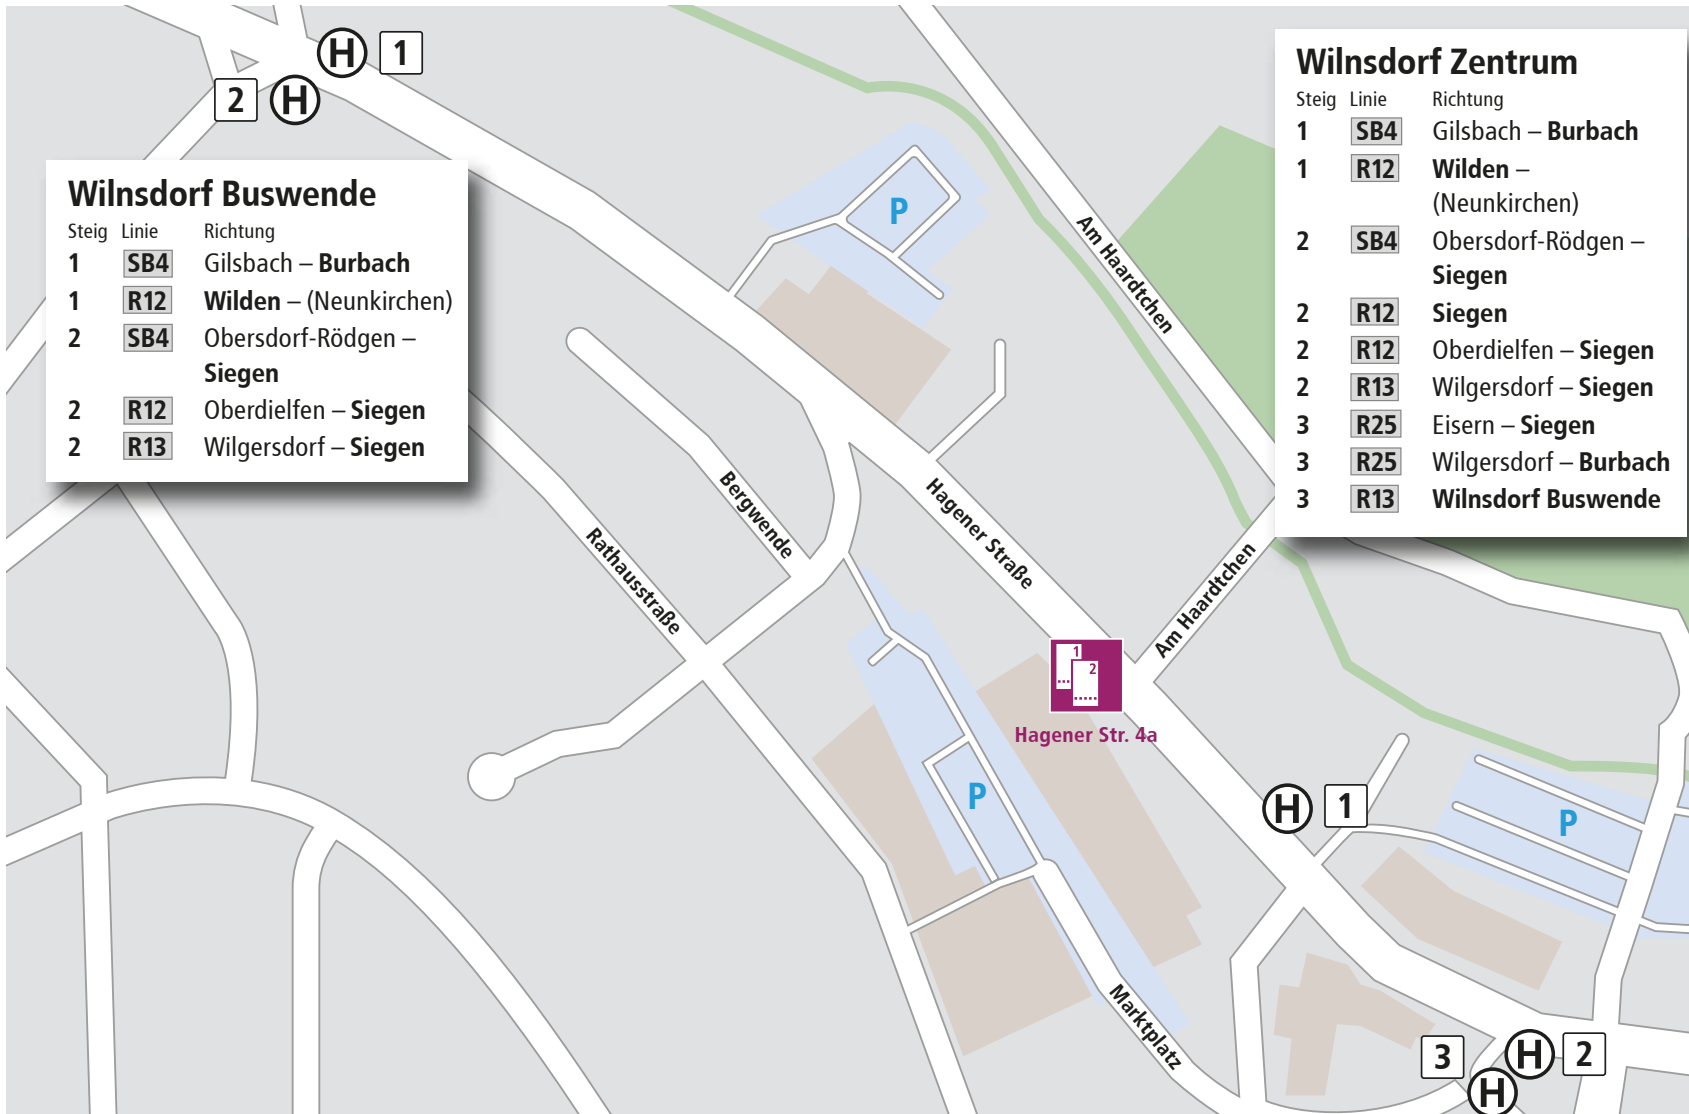 H 1
2 H
Wilnsdorf Buswende
Steig Linie Richtung
1 SB4 Gilsbach – Burbach
1 R12 Wilden – (Neunkirchen)
2 SB4 Obersdorf-Rödgen –
Siegen
2 R12 Oberdielfen – Siegen
2 R13 Wilgersdorf – Siegen
Wilnsdorf Zentrum
Steig Linie Richtung
1 SB4 Gilsbach – Burbach
1 R12 Wilden –
(Neunkirchen)
2 SB4 Obersdorf-Rödgen –
Siegen
2 R12 Siegen
2 R12 Oberdielfen – Siegen
2 R13 Wilgersdorf – Siegen
3 R25 Eisern – Siegen
3 R25 Wilgersdorf – Burbach
3 R13 Wilnsdorf Buswende
P
Am Haardtchen
Bergwende
Hagener Straße
Rathausstraße
Am Haardtchen
1
2
Hagener Str. 4a
P
H 1
P
Marktplatz
3 H 2
H